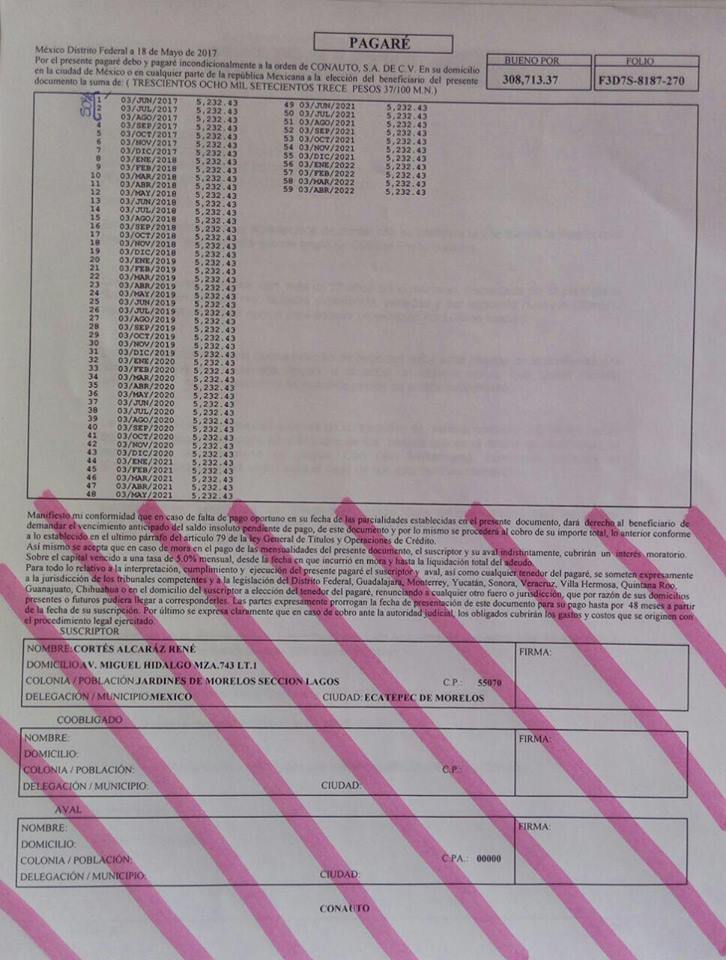 PAGARÉ
México Distrito Federal a 18 de Mayo de 2017
Por el presente pagaré debo y pagaré incondicionalmente a la orden de CONAUTO, S.A. DE C.V. En su domicilio
en la ciudad de México o en cualquier parte de la república Mexicana a la elección del beneficiario del presente
documento la suma de: ( TRESCIENTOS OCHO MIL SETECIENTOS TRECE PESOS 37/100 M.N.)
BUENO POR
308,713.37
FOLIO
F3D7S-8187-270
1 03/JUN/2017 5,232.43
2 03/JUL/2017 5,232.43
03/AGO/2017 5,232.43
4 03/SEP/2017 5,232.43
5 03/OCT/2017 5,232.43
6 03/NOV/2017 5,232.43
7 03/DIC/2017 5,232.43
8 03/ENE/2018 5,232.43
9 03/FEB/2018 5,232.43
10 03/MAR/2018 5,232.43
11 03/ABR/2018 5,232.43
12 03/MAY/2018 5,232.43
13 03/JUN/2018 5,232.43
14 03/JUL/2018 5,232.43
15 03/AGO/2018 5,232.43
16 03/SEP/2018 5,232.43
17 03/OCT/2018 5,232.43
18 03/NOV/2018 5,232.43
19 03/DIC/2018 5,232.43
20 03/ENE/2019 5,232.43
21 03/FEB/2019 5,232.43
22 03/MAR/2019 5,232.43
23 03/ABR/2019 5,232.43
24 03/MAY/2019 5,232.43
25 03/JUN/2019 5,232.43
26 03/JUL/2019 5,232.43
27 03/AGO/2019 5,232.43
28 03/SEP/2019 5,232.43
29 03/OCT/2019 5,232.43
30 03/NOV/2019 5,232.43
31 03/DIC/2019 5,232.43
32 03/ENE/2020 5,232.43
33 03/FEB/2020 5,232.43
34 03/MAR/2020 5,232.43
35 03/ABR/2020 5,232.43
36 03/MAY/2020 5,232.43
37 03/JUN/2020 5,232.43
38 03/JUL/2020 5,232.43
39 03/AGO/2020 5,232.43
40 03/SEP/2020 5,232.43
41 03/OCT/2020 5,232.43
42 03/NOV/2020 5,232.43
43 03/DIC/2020 5,232.43
44 03/ENE/2021 5,232.43
45 03/FEB/2021 5,232.43
46 03/MAR/2021 5,232.43
47 03/ABR/2021 5,232.43
48 03/MAY/2021 5,232.43
49 03/JUN/2021 5,232.43
50 03/JUL/2021 5,232.43
51 03/AGO/2021 5,232.43
52 03/SEP/2021 5,232.43
53 03/OCT/2021 5,232.43
54 03/NOV/2021 5,232.43
55 03/DIC/2021 5,232.43
56 03/ENE/2022 5,232.43
57 03/FEB/2022 5,232.43
58 03/MAR/2022 5,232.43
59 03/ABR/2022 5,232.43
Manifiesto mi conformidad que en caso de falta de pago oportuno en su fecha de las parcialidades establecidas en el presente documento, dará derecho al beneficiario de
demandar el vencimiento anticipado del saldo insoluto pendiente de pago, de este documento y por lo mismo se procederá al cobro de su importe total, lo anterior conforme
a lo establecido en el ultimo párrafo del articulo 79 de la ley General de Títulos y Operaciones de Crédito.
Así mismo se acepta que en caso de mora en el pago de las mensualidades del presente documento, el suscriptor y su aval indistintamente, cubrirán un interés moratorio.
Sobre el capital vencido a una tasa de 5.0% mensual, desde la fecha en que incurrió en mora y hasta la liquidación total del adeudo.
Para todo lo relativo a la interpretación, cumplimiento y ejecución del presente pagaré el suscriptor y aval, así como cualquier tenedor del pagaré, se someten expresamente
a la jurisdicción de los tribunales competentes y a la legislación del Distrito Federal, Guadalajara, Monterrey, Yucatán, Sonora, Veracruz, Villa Hermosa, Quintana Roo,
Guanajuato, Chihuahua o en el domicilio del suscriptor a elección del tenedor del pagaré, renunciando a cualquier otro fuero o jurisdicción, que por razón de sus domicilios
presentes o futuros pudiera llegar a corresponderles. Las partes expresamente prorrogan la fecha de presentación de este documento para su pago hasta por 48 meses a partir
de la fecha de su suscripción. Por último se expresa claramente que en caso de cobro ante la autoridad judicial, los obligados cubrirán los gastos y costos que se originen con
el procedimiento legal ejercitado.
SUSCRIPTOR
NOMBRE: CORTÉS ALCARÁZ RENÉ
FIRMA:
DOMICILIO: AV. MIGUEL HIDALGO MZA.743 LT.1
COLONIA / POBLACIÓN: JARDINES DE MORELOS SECCION LAGOS C.P.: 55070
DELEGACIÓN / MUNICIPIO: MEXICO CIUDAD: ECATEPEC DE MORELOS
COOBLIGADO
NOMBRE:
FIRMA:
DOMICILIO:
COLONIA / POBLACIÓN: C.P.:
DELEGACIÓN / MUNICIPIO: CIUDAD:
AVAL
NOMBRE:
FIRMA:
DOMICILIO:
COLONIA / POBLACIÓN: C.PA.: 00000
DELEGACIÓN / MUNICIPIO: CIUDAD:
CONAUTO